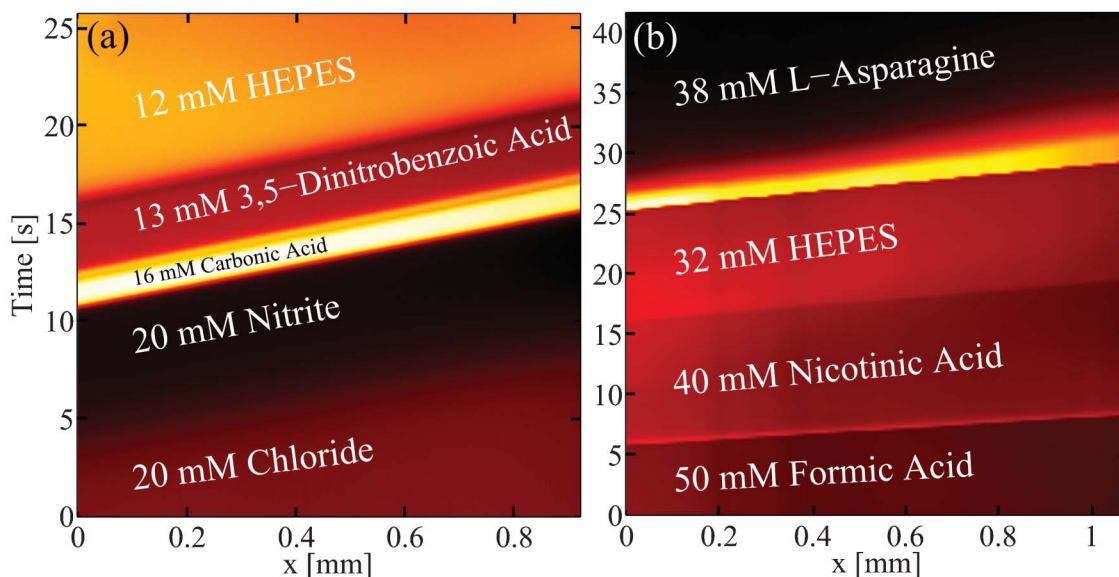 (a)
12 mM HEPES
13 mM 3,5−Dinitrobenzoic Acid
16 mM Carbonic Acid
20 mM Nitrite
20 mM Chloride
Time [s]
25
20
15
10
5
0
0 0.2 0.4 0.6 0.8
x [mm]
(b)
38 mM L−Asparagine
32 mM HEPES
40 mM Nicotinic Acid
50 mM Formic Acid
40
35
30
25
20
15
10
5
0
0 0.2 0.4 0.6 0.8 1
x [mm]